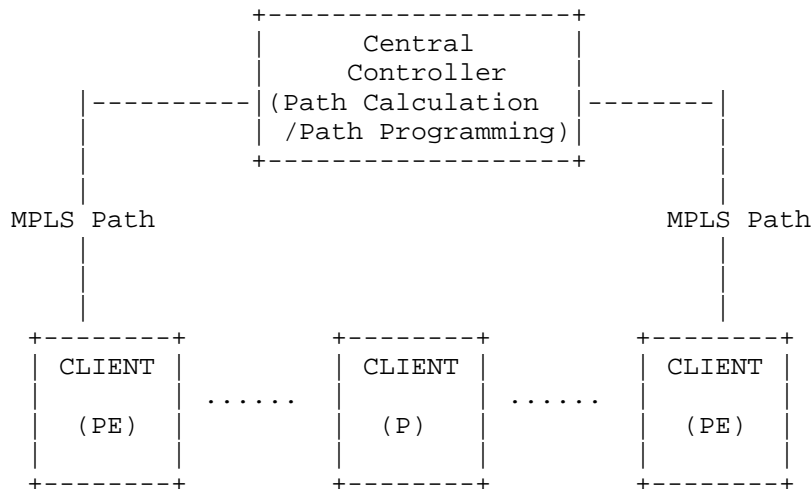 Central
Controller
(Path Calculation
/Path Programming)
MPLS Path MPLS Path
CLIENT CLIENT CLIENT
...... ......
(PE) (P) (PE)